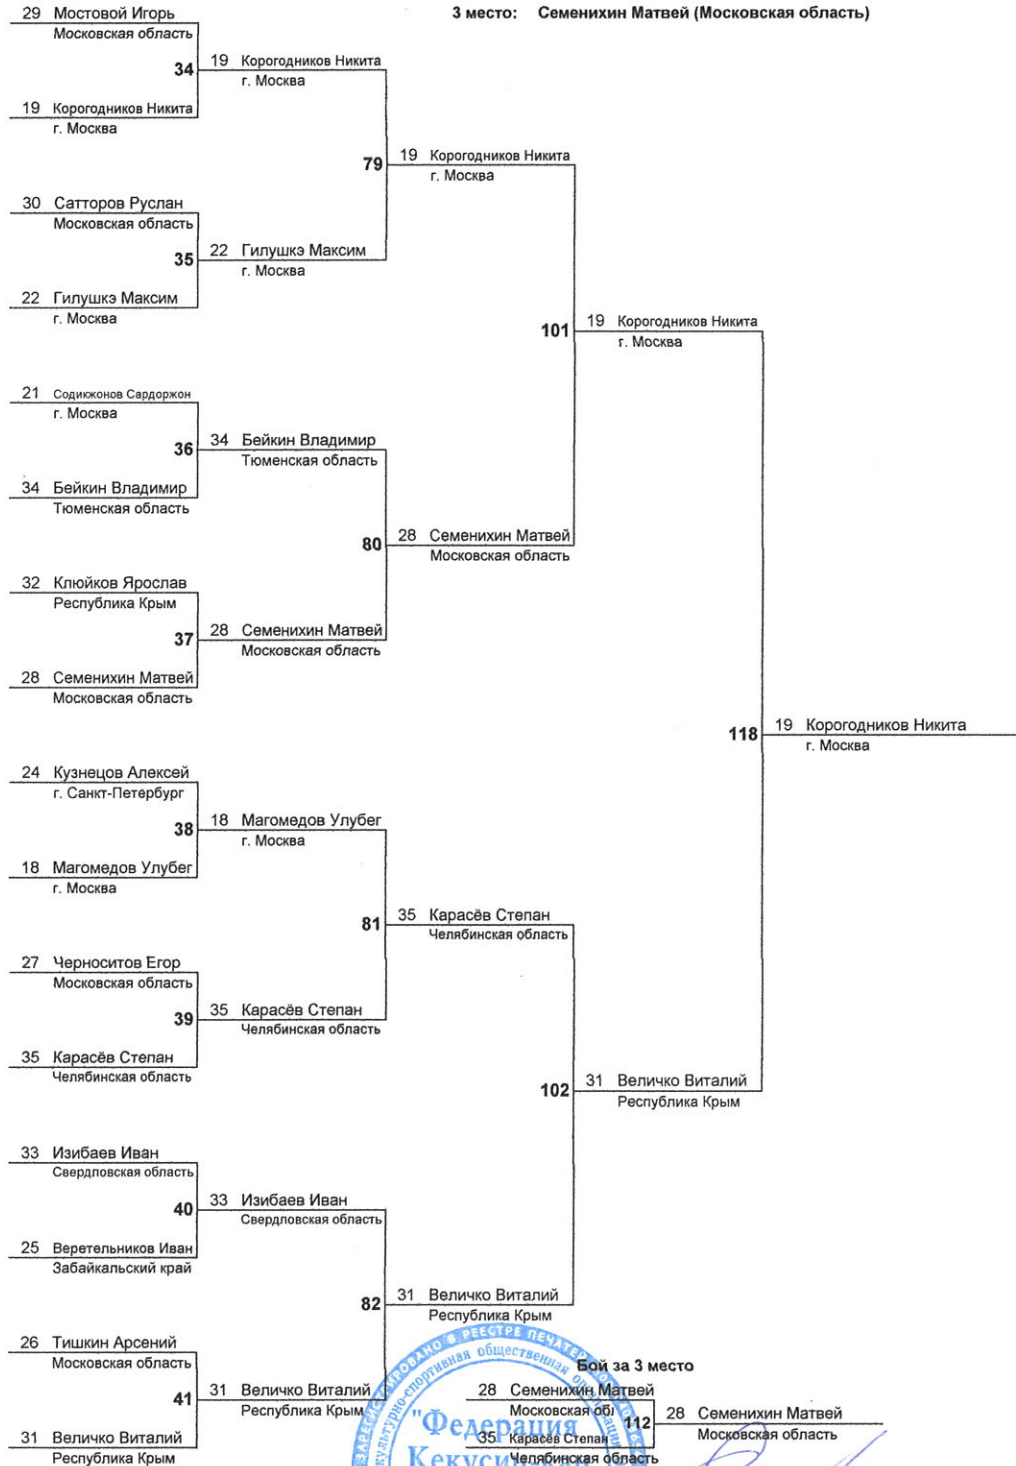 3 место: Семенихин Матвей (Московская область)
29 Мостовой Игорь
Московская область
34
19 Корогодников Никита
г. Москва
19 Корогодников Никита
г. Москва
79
19 Корогодников Никита
г. Москва
30 Сатторов Руслан
Московская область
35
22 Гилушкэ Максим
г. Москва
22 Гилушкэ Максим
г. Москва
101
19 Корогодников Никита
г. Москва
21 Содикжонов Сардоржон
г. Москва
36
34 Бейкин Владимир
Тюменская область
34 Бейкин Владимир
Тюменская область
80
28 Семенихин Матвей
Московская область
32 Клюйков Ярослав
Республика Крым
37
28 Семенихин Матвей
Московская область
28 Семенихин Матвей
Московская область
118
19 Корогодников Никита
г. Москва
24 Кузнецов Алексей
г. Санкт-Петербург
38
18 Магомедов Улубег
г. Москва
18 Магомедов Улубег
г. Москва
81
35 Карасёв Степан
Челябинская область
27 Черноситов Егор
Московская область
39
35 Карасёв Степан
Челябинская область
35 Карасёв Степан
Челябинская область
102
31 Величко Виталий
Республика Крым
33 Изибаев Иван
Свердловская область
40
33 Изибаев Иван
Свердловская область
25 Веретельников Иван
Забайкальский край
82
31 Величко Виталий
Республика Крым
26 Тишкин Арсений
Московская область
41
31 Величко Виталий
Республика Крым
31 Величко Виталий
Республика Крым
Бой за 3 место
28 Семенихин Матвей
Московская обл
112
28 Семенихин Матвей
Московская область
35 Карасёв Степан
Челябинская область
"Федерация